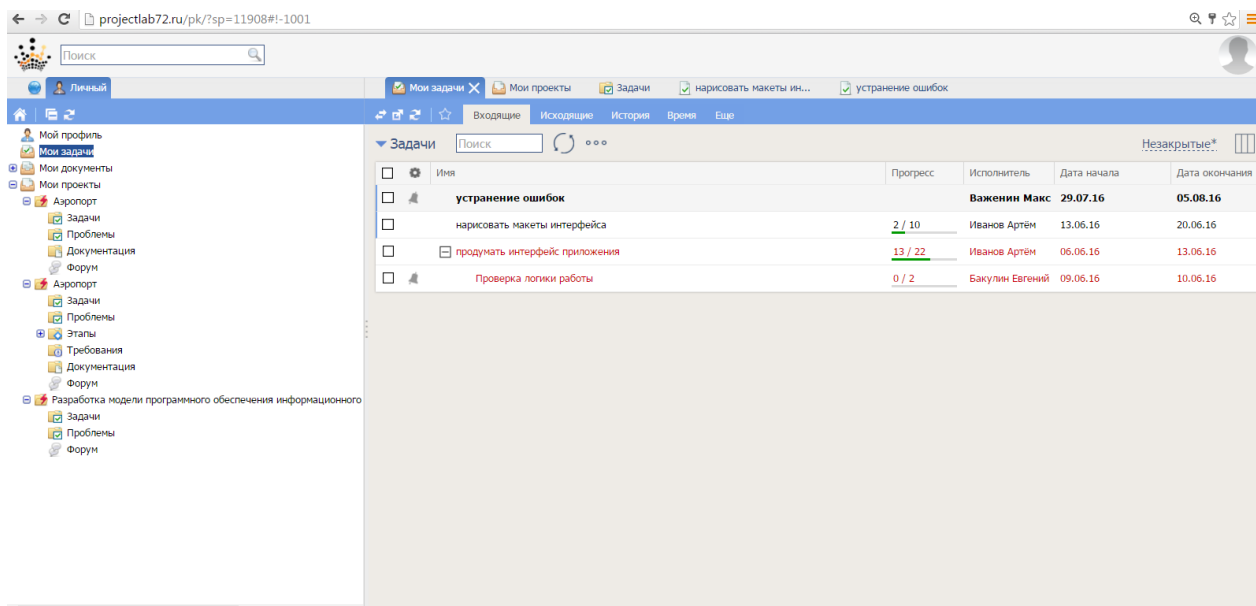 projectlab72.ru/pk/?sp=11908#!-1001
Поиск
Личный
Мои задачи Мои проекты Задачи нарисовать макеты ин... устранение ошибок
Входящие Исходящие История Время Еще
Мой профиль
Мои задачи
Мои документы
Мои проекты
Аэропорт
Задачи
Проблемы
Документация
Форум
Аэропорт
Задачи
Проблемы
Этапы
Требования
Документация
Форум
Разработка модели программного обеспечения информационного
Задачи
Проблемы
Форум
Задачи Поиск Незакрытые*
Имя Прогресс Исполнитель Дата начала Дата окончания
устранение ошибок Важенин Макс 29.07.16 05.08.16
нарисовать макеты интерфейса 2 / 10 Иванов Артём 13.06.16 20.06.16
продумать интерфейс приложения 13 / 22 Иванов Артём 06.06.16 13.06.16
Проверка логики работы 0 / 2 Бакулин Евгений 09.06.16 10.06.16